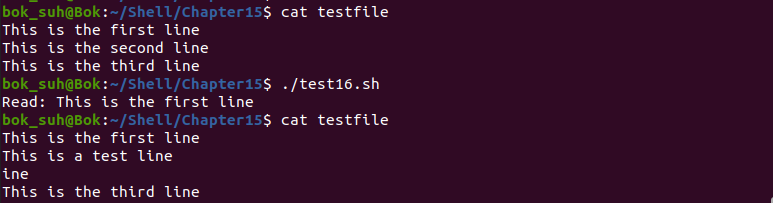 bok_suh@Bok:~/Shell/Chapter15$ cat testfile
This is the first line
This is the second line
This is the third line
bok_suh@Bok:~/Shell/Chapter15$ ./test16.sh
Read: This is the first line
bok_suh@Bok:~/Shell/Chapter15$ cat testfile
This is the first line
This is a test line
ine
This is the third line